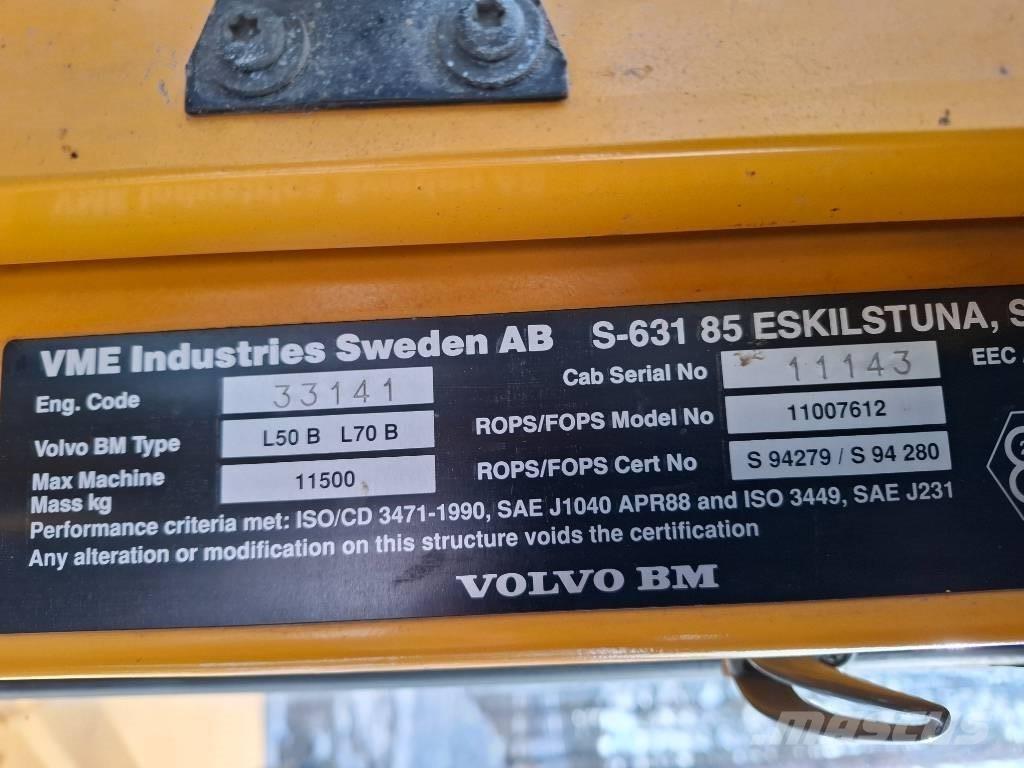 VME Industries Sweden AB S-631 85 ESKILSTUNA, S
Eng. Code 33141 Cab Serial No 11143 EEC
Volvo BM Type L50 B L70 B ROPS/FOPS Model No 11007612
Max Machine Mass kg 11500 ROPS/FOPS Cert No S 94279 / S 94 280
Performance criteria met: ISO/CD 3471-1990, SAE J1040 APR88 and ISO 3449, SAE J231
Any alteration or modification on this structure voids the certification
VOLVO BM
MASCUS